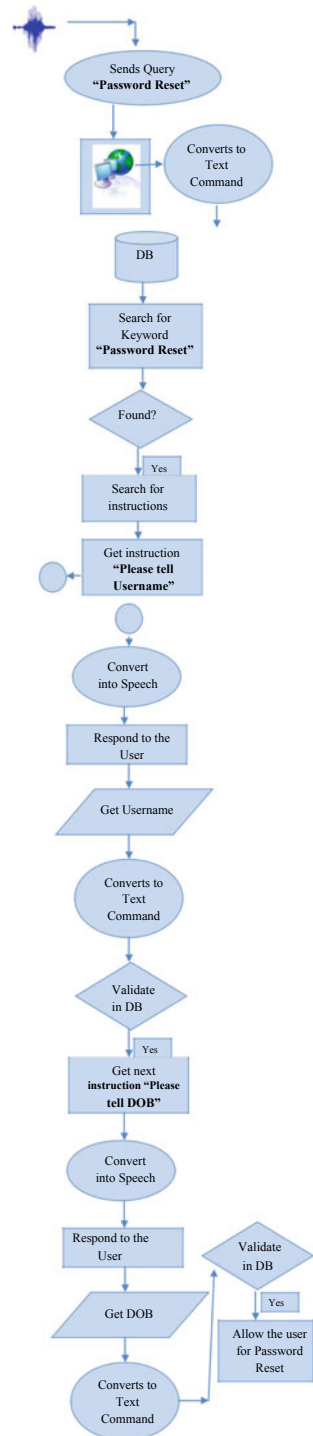 Sends Query
“Password Reset”
Converts to
Text
Command
DB
Search for
Keyword
“Password Reset”
Found?
Yes
Search for
instructions
Get instruction
“Please tell
Username”
Convert
into Speech
Respond to the
User
Get Username
Converts to
Text
Command
Validate
in DB
Yes
Get next
instruction “Please
tell DOB”
Convert
into Speech
Respond to the
User
Get DOB
Converts to
Text
Command
Validate
in DB
Yes
Allow the user
for Password
Reset